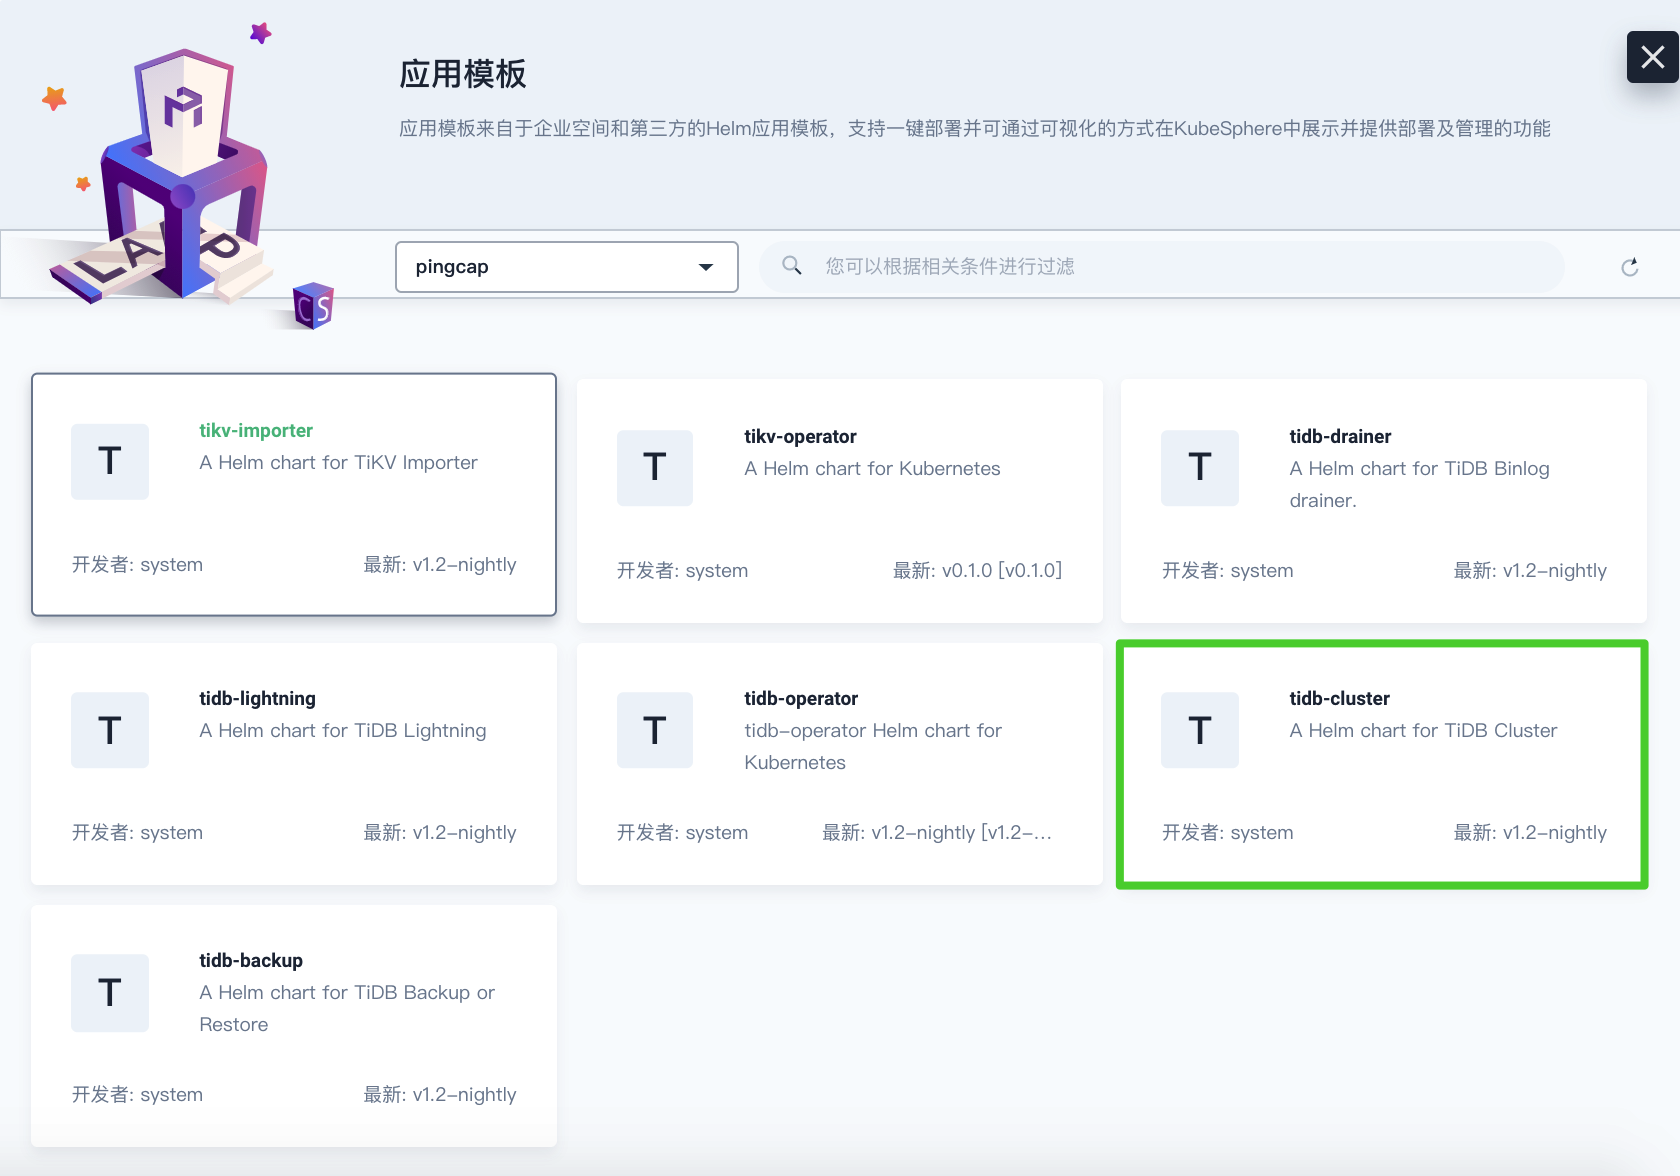 应用模板
应用模板来自于企业空间和第三方的Helm应用模板，支持一键部署并可通过可视化的方式在KubeSphere中展示并提供部署及管理的功能
LAMP
CS
pingcap
您可以根据相关条件进行过滤
T
tikv-importer
A Helm chart for TiKV Importer
开发者: system
最新: v1.2-nightly
T
tikv-operator
A Helm chart for Kubernetes
开发者: system
最新: v0.1.0 [v0.1.0]
T
tidb-drainer
A Helm chart for TiDB Binlog
drainer.
开发者: system
最新: v1.2-nightly
T
tidb-lightning
A Helm chart for TiDB Lightning
开发者: system
最新: v1.2-nightly
T
tidb-operator
tidb-operator Helm chart for
Kubernetes
开发者: system
最新: v1.2-nightly [v1.2-...
T
tidb-cluster
A Helm chart for TiDB Cluster
开发者: system
最新: v1.2-nightly
T
tidb-backup
A Helm chart for TiDB Backup or
Restore
开发者: system
最新: v1.2-nightly